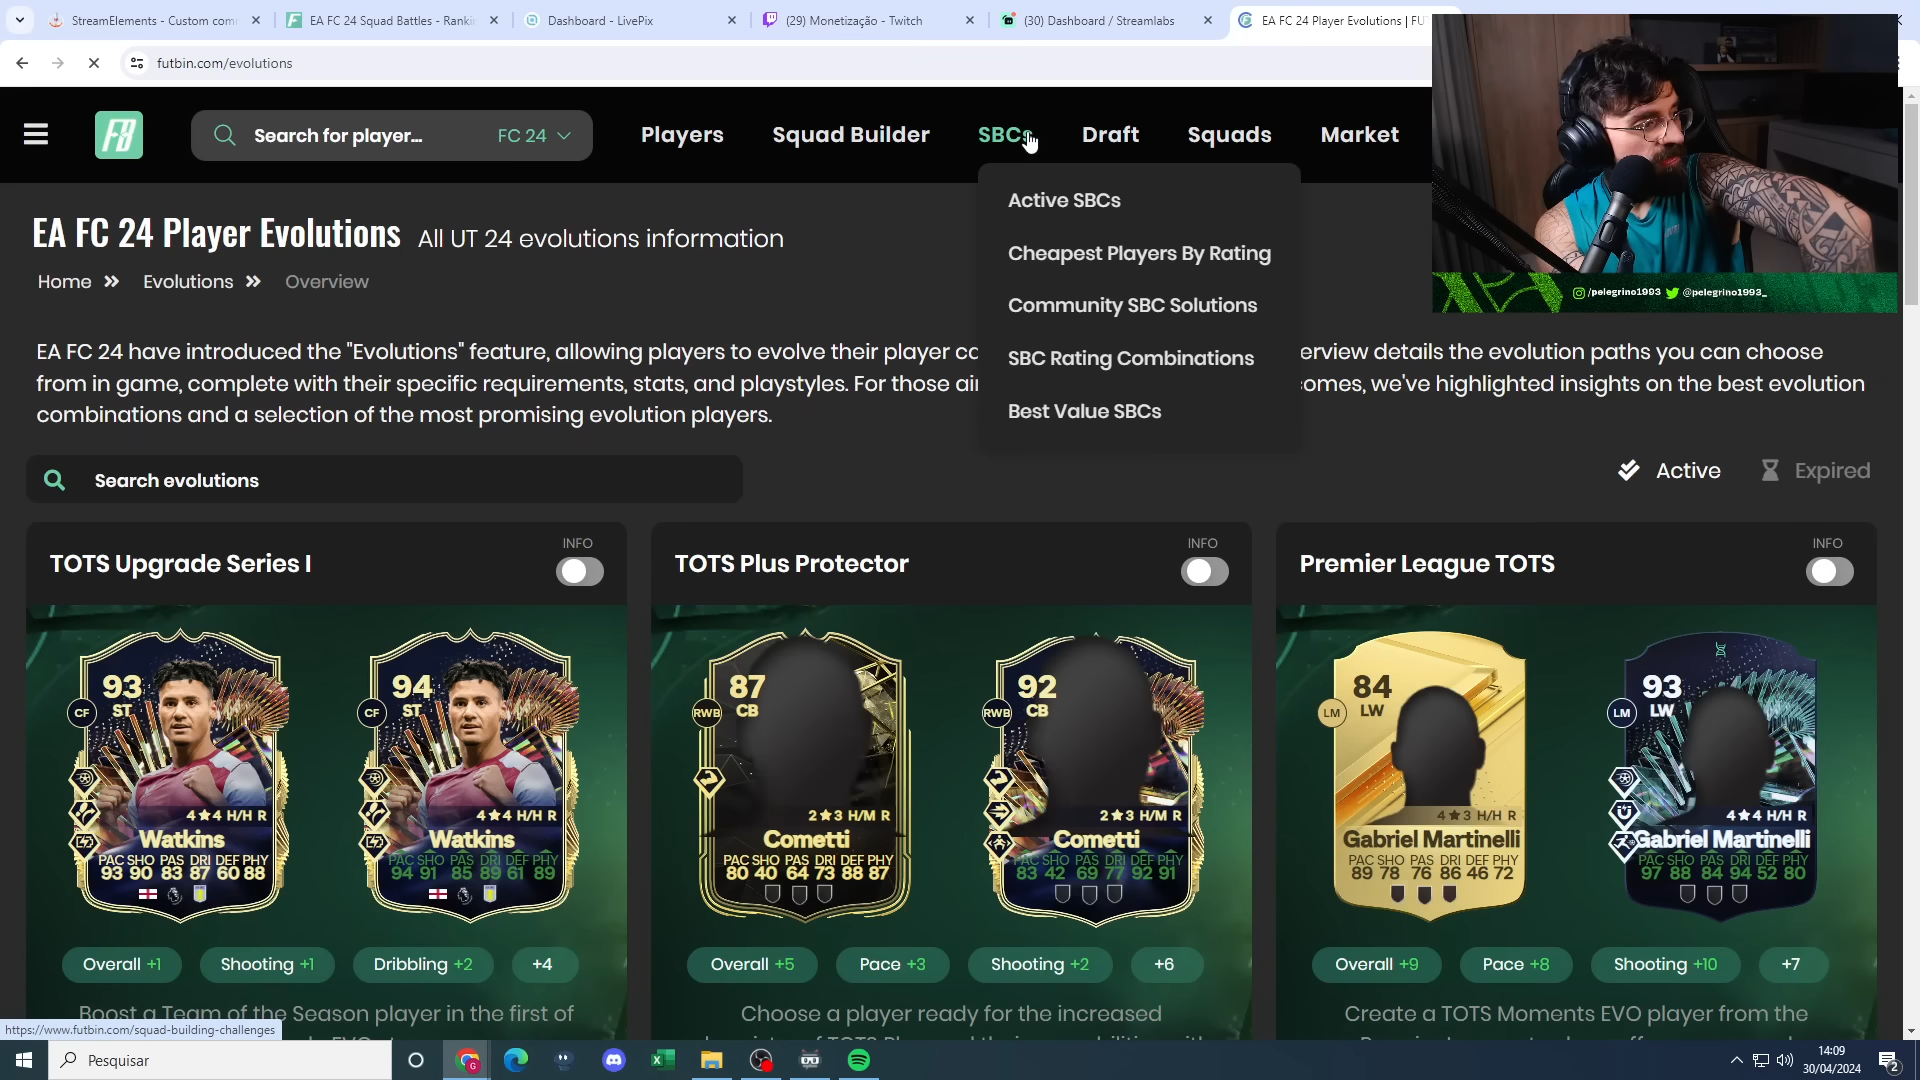 StreamElements - Custom com
EA FC 24 Squad Battles - Rankin
Dashboard - LivePix
(29) Monetização - Twitch
(30) Dashboard / Streamlabs
EA FC 24 Player Evolutions | FU
futbin.com/evolutions
Search for player...
FC 24
Players
Squad Builder
SBCs
Draft
Squads
Market
Active SBCs
Cheapest Players By Rating
Community SBC Solutions
SBC Rating Combinations
Best Value SBCs
/pelegrino1993 @pelegrino1993_
EA FC 24 Player Evolutions All UT 24 evolutions information
Home » Evolutions » Overview
EA FC 24 have introduced the "Evolutions" feature, allowing players to evolve their player ca erview details the evolution paths you can choose
from in game, complete with their specific requirements, stats, and playstyles. For those ai comes, we've highlighted insights on the best evolution
combinations and a selection of the most promising evolution players.
Search evolutions
Active
Expired
TOTS Upgrade Series I
INFO
93
ST
CF
4★4 H/H R
Watkins
PAC SHO PAS DRI DEF PHY
93 90 83 87 60 88
94
ST
CF
4★4 H/H R
Watkins
PAC SHO PAS DRI DEF PHY
94 91 85 89 61 89
Overall +1
Shooting +1
Dribbling +2
+4
Boost a Team of the Season player in the first of
TOTS Plus Protector
INFO
87
CB
RWB
2★3 H/M R
Cometti
PAC SHO PAS DRI DEF PHY
80 40 64 73 88 87
92
CB
RWB
2★3 H/M R
Cometti
PAC SHO PAS DRI DEF PHY
83 42 69 77 92 91
Overall +5
Pace +3
Shooting +2
+6
Choose a player ready for the increased
Premier League TOTS
INFO
84
LW
LM
4★3 H/H R
Gabriel Martinelli
PAC SHO PAS DRI DEF PHY
89 78 76 86 46 72
93
LW
LM
4★4 H/H R
Gabriel Martinelli
PAC SHO PAS DRI DEF PHY
97 88 84 94 52 80
Overall +9
Pace +8
Shooting +10
+7
Create a TOTS Moments EVO player from the
https://www.futbin.com/squad-building-challenges
Pesquisar
14:09
30/04/2024
2